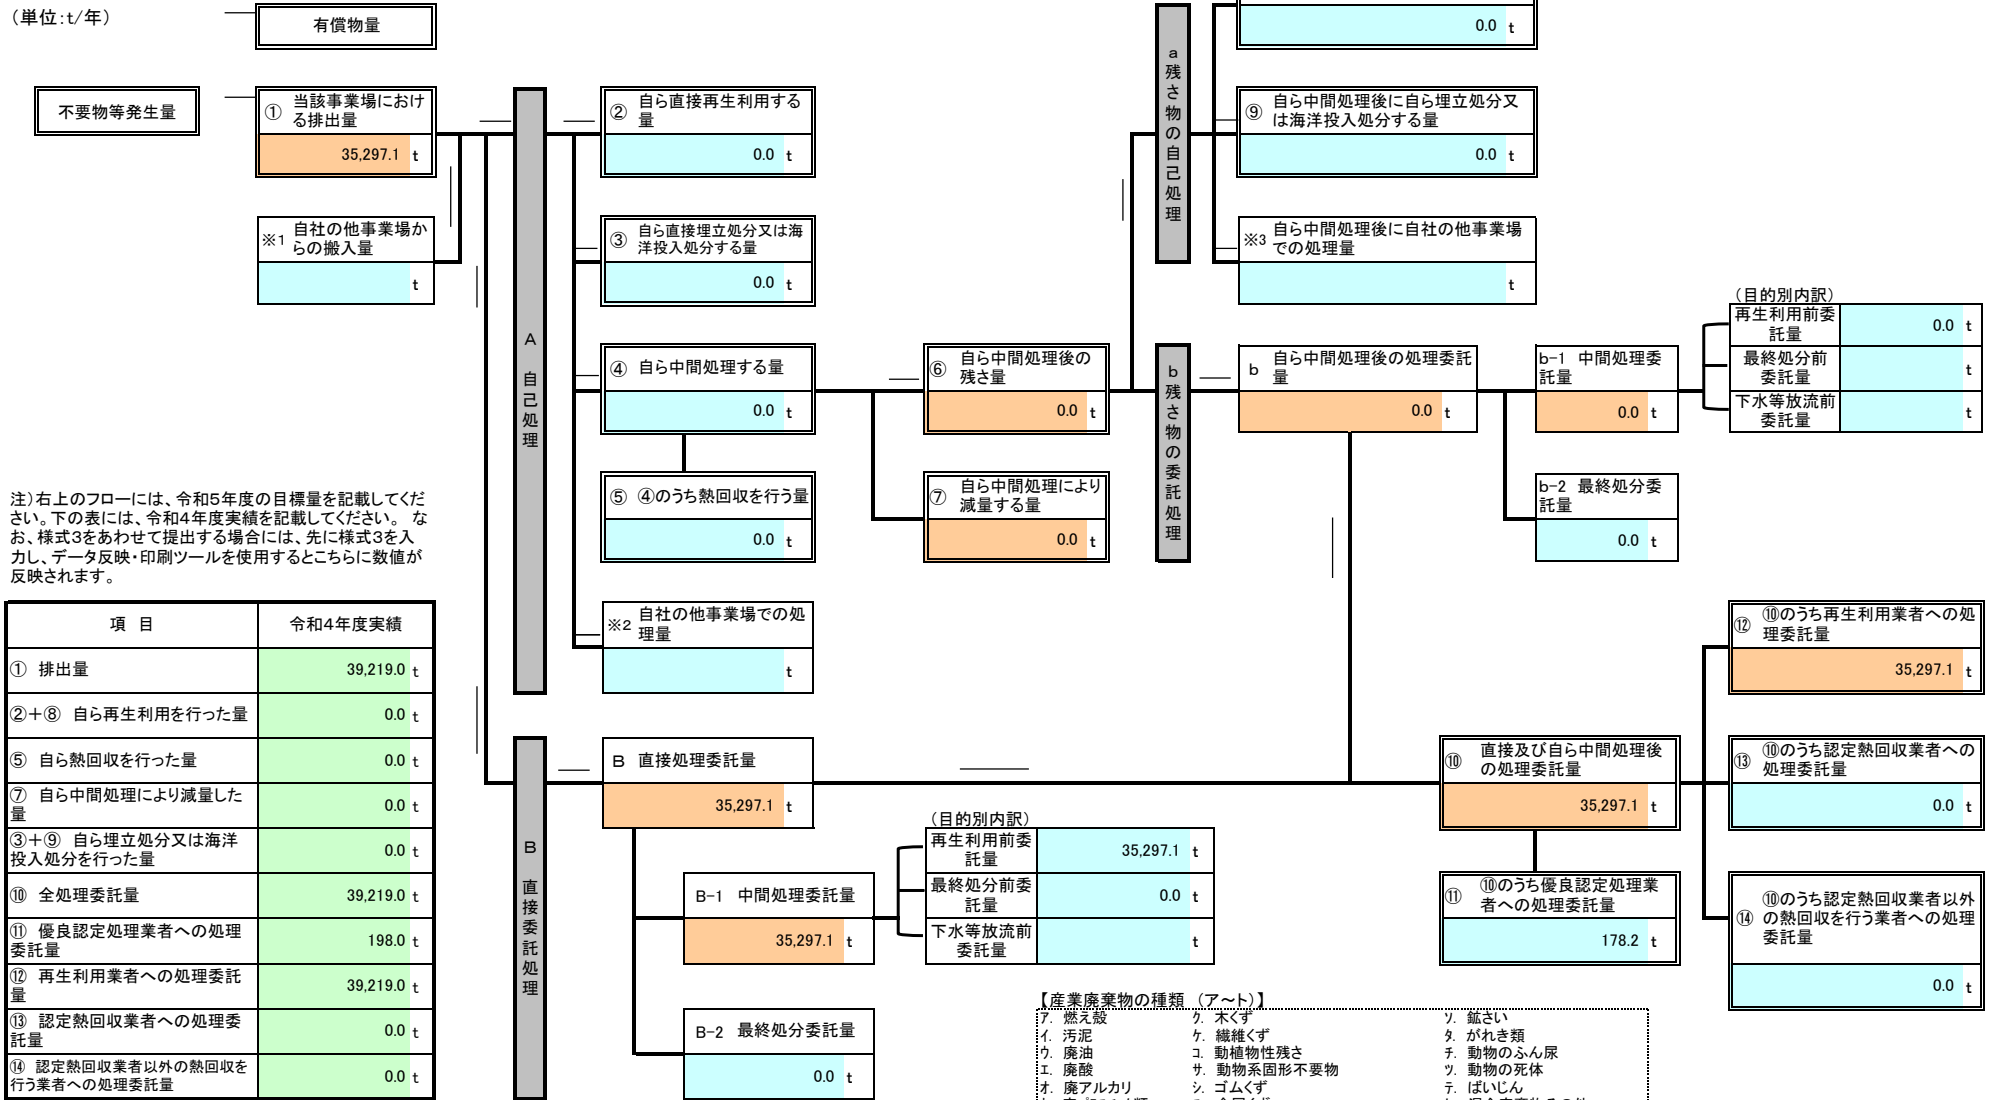 （単位:t/年）
有償物量
0.0 t
不要物等発生量
① 当該事業場におけ
る排出量
35,297.1 t
※1 自社の他事業場か
らの搬入量
t
A 自己処理
② 自ら直接再生利用する
量
0.0 t
③ 自ら直接埋立処分又は海
洋投入処分する量
0.0 t
④ 自ら中間処理する量
0.0 t
⑤ ④のうち熱回収を行う量
0.0 t
※2 自社の他事業場での処
理量
t
⑥ 自ら中間処理後の
残さ量
0.0 t
⑦ 自ら中間処理により
減量する量
0.0 t
a 残さ物の自己処理
⑨ 自ら中間処理後に自ら埋立処分又
は海洋投入処分する量
0.0 t
※3 自ら中間処理後に自社の他事業場
での処理量
t
b 残さ物の委託処理
b 自ら中間処理後の処理委託
量
0.0 t
b-1 中間処理委
託量
0.0 t
b-2 最終処分委
託量
0.0 t
（目的別内訳）
再生利用前委
託量
0.0 t
最終処分前
委託量
t
下水等放流前
委託量
t
注）右上のフローには、令和5年度の目標量を記載してくだ
さい。下の表には、令和4年度実績を記載してください。 な
お、様式3をあわせて提出する場合には、先に様式3を入
力し、データ反映・印刷ツールを使用するとこちらに数値が
反映されます。
項 目 令和4年度実績
① 排出量 39,219.0 t
②＋⑧ 自ら再生利用を行った量 0.0 t
⑤ 自ら熱回収を行った量 0.0 t
⑦ 自ら中間処理により減量した
量 0.0 t
③＋⑨ 自ら埋立処分又は海洋
投入処分を行った量 0.0 t
⑩ 全処理委託量 39,219.0 t
⑪ 優良認定処理業者への処理
委託量 198.0 t
⑫ 再生利用業者への処理委託
量 39,219.0 t
⑬ 認定熱回収業者への処理委
託量 0.0 t
⑭ 認定熱回収業者以外の熱回収を
行う業者への処理委託量 0.0 t
B 直接委託処理
B 直接処理委託量
35,297.1 t
B-1 中間処理委託量
35,297.1 t
B-2 最終処分委託量
0.0 t
（目的別内訳）
再生利用前委
託量
35,297.1 t
最終処分前委
託量
0.0 t
下水等放流前
委託量
t
⑩ 直接及び自ら中間処理後
の処理委託量
35,297.1 t
⑪ ⑩のうち優良認定処理業
者への処理委託量
178.2 t
⑫ ⑩のうち再生利用業者への処
理委託量
35,297.1 t
⑬ ⑩のうち認定熱回収業者への
処理委託量
0.0 t
⑭ ⑩のうち認定熱回収業者以外
の熱回収を行う業者への処理
委託量
0.0 t
【産業廃棄物の種類 （ア～ト）】
ア. 燃え殻 ク. 木くず ソ. 鉱さい
イ. 汚泥 ケ. 繊維くず タ. がれき類
ウ. 廃油 コ. 動植物性残さ チ. 動物のふん尿
エ. 廃酸 サ. 動物系固形不要物 ツ. 動物の死体
オ. 廃アルカリ シ. ゴムくず テ. ばいじん